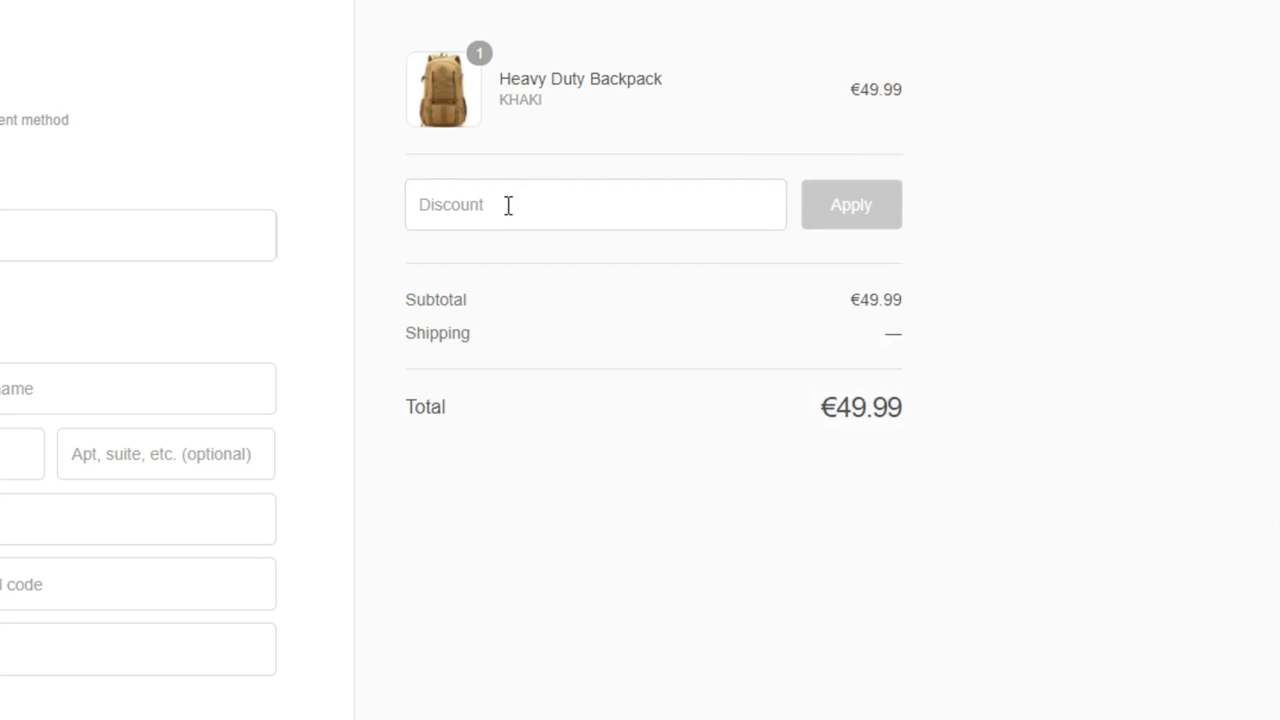 1
Heavy Duty Backpack
KHAKI
€49.99
ent method
Discount
Apply
Subtotal
€49.99
Shipping
—
Total
€49.99
ame
Apt, suite, etc. (optional)
l code